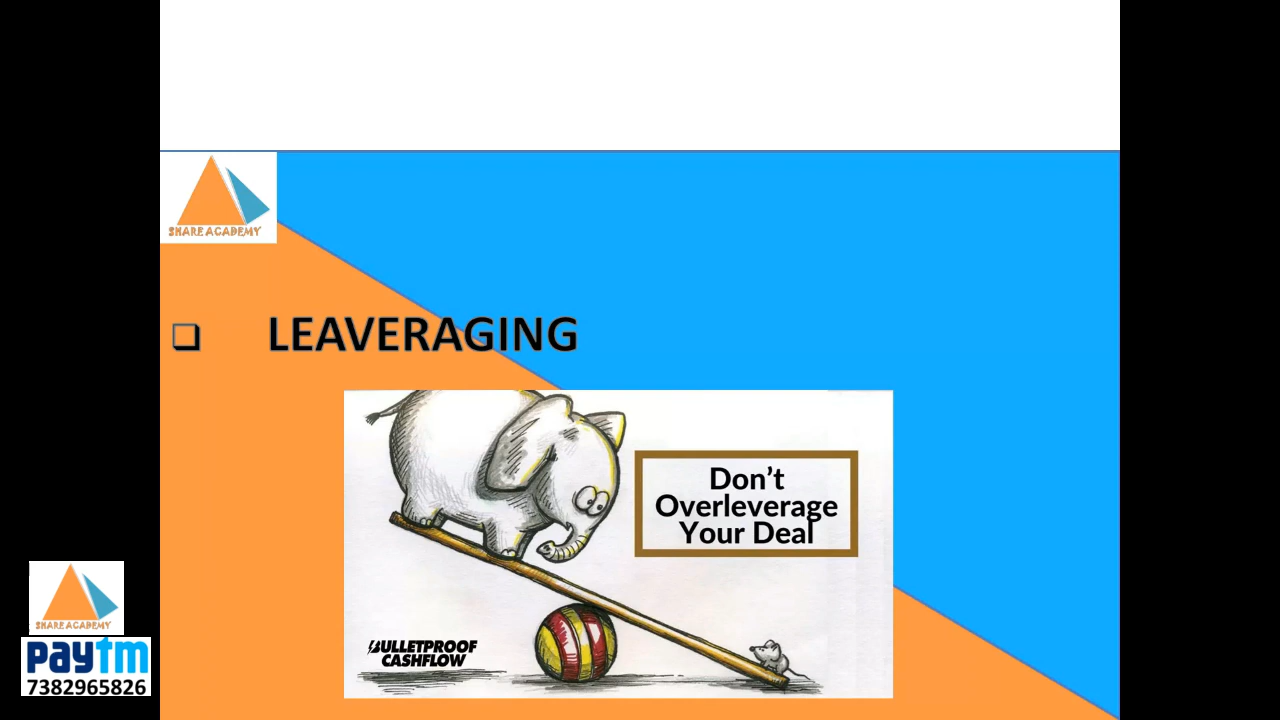 SHARE ACADEMY
LEAVERAGING
Don't
Overleverage
Your Deal
BULLETPROOF
CASHFLOW
SHARE ACADEMY
paytm
7382965826